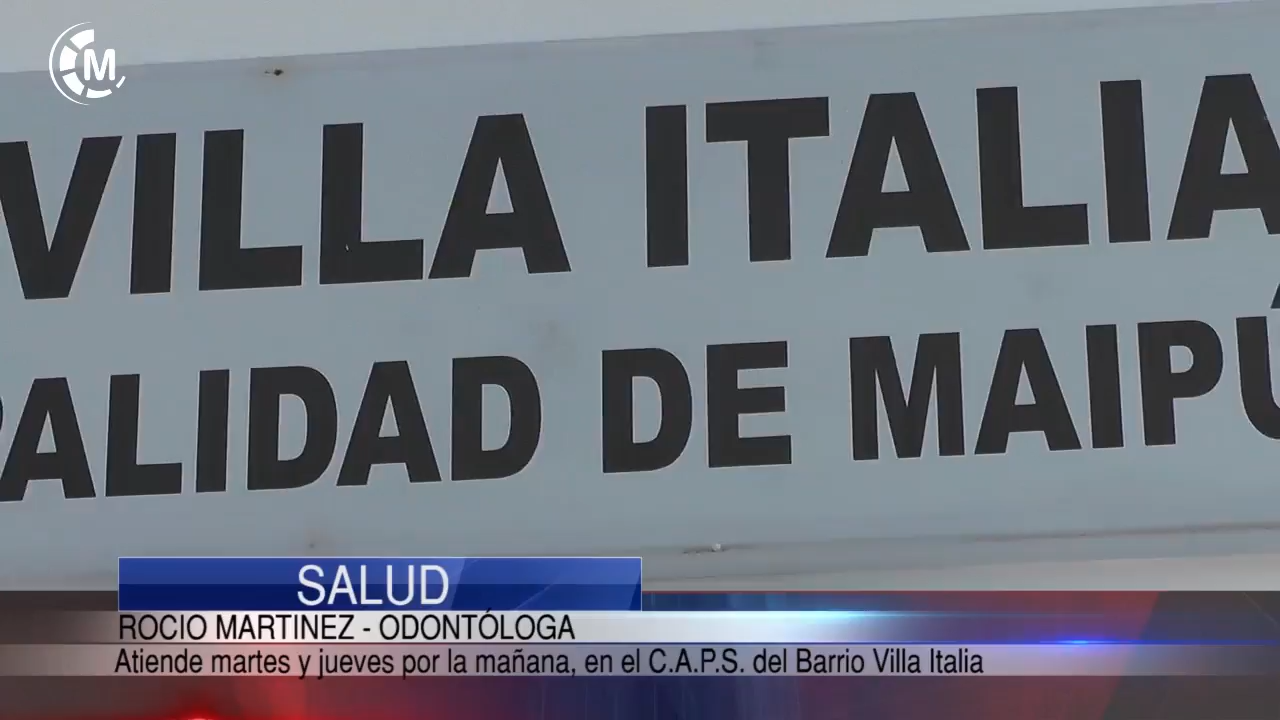 M
VILLA ITALIA
PALIDAD DE MAIPÚ
SALUD
ROCIO MARTINEZ - ODONTÓLOGA
Atiende martes y jueves por la mañana, en el C.A.P.S. del Barrio Villa Italia